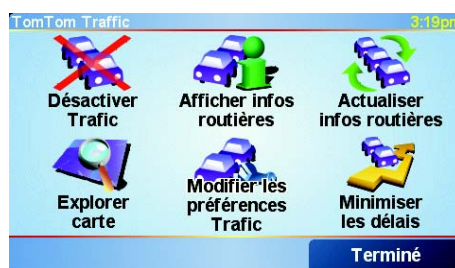 TomTom Traffic 3:19pm
Désactiver Afficher infos Actualiser
Trafic routières infos routières
Explorer Modifier les Minimiser
carte préférences les délais
Trafic
Terminé